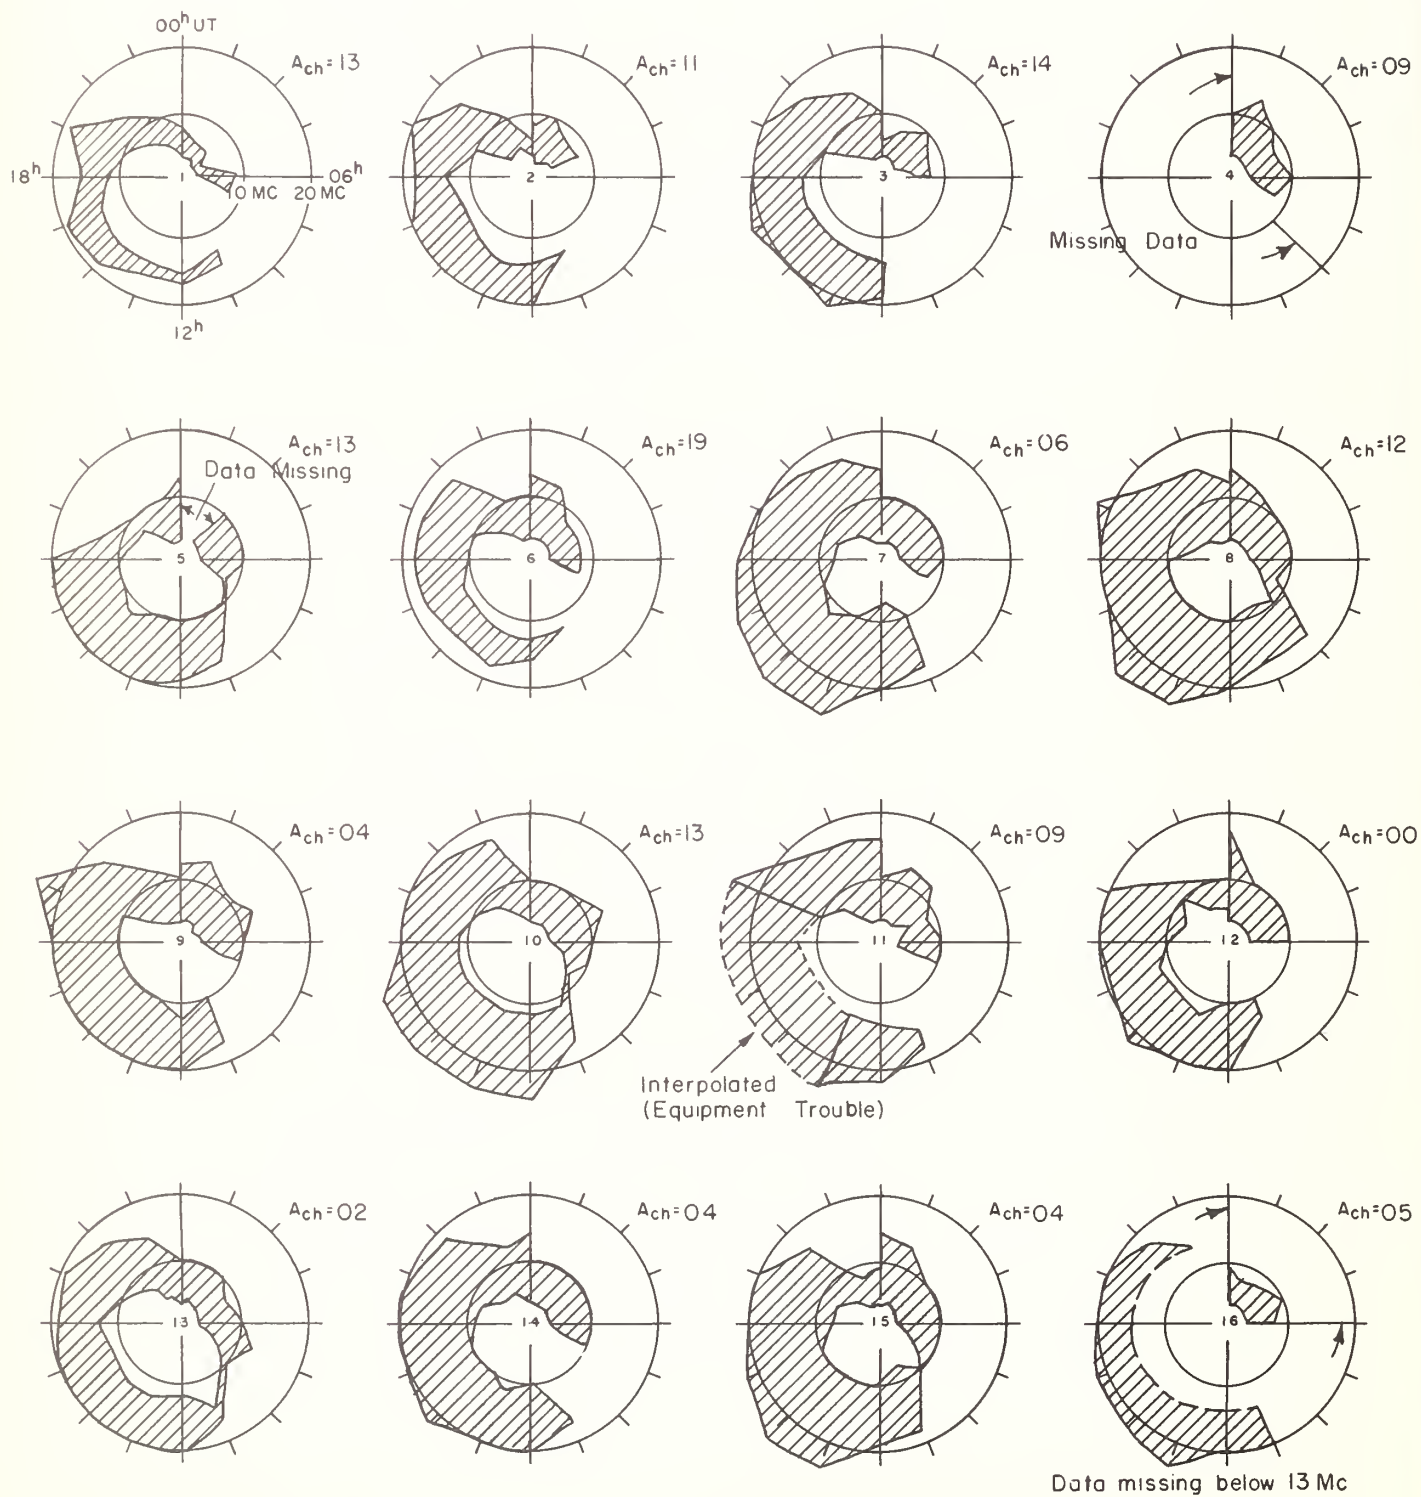 00h UT
Ach=13
18h
1
06h
10 MC 20 MC
12h
Ach=11
2
Ach=14
3
Ach=09
4
Missing Data
Ach=13
Data Missing
5
Ach=19
6
Ach=06
7
Ach=12
8
Ach=04
9
Ach=13
10
Ach=09
11
Interpolated
(Equipment Trouble)
Ach=00
12
Ach=02
13
Ach=04
14
Ach=04
15
Ach=05
16
Data missing below 13 Mc